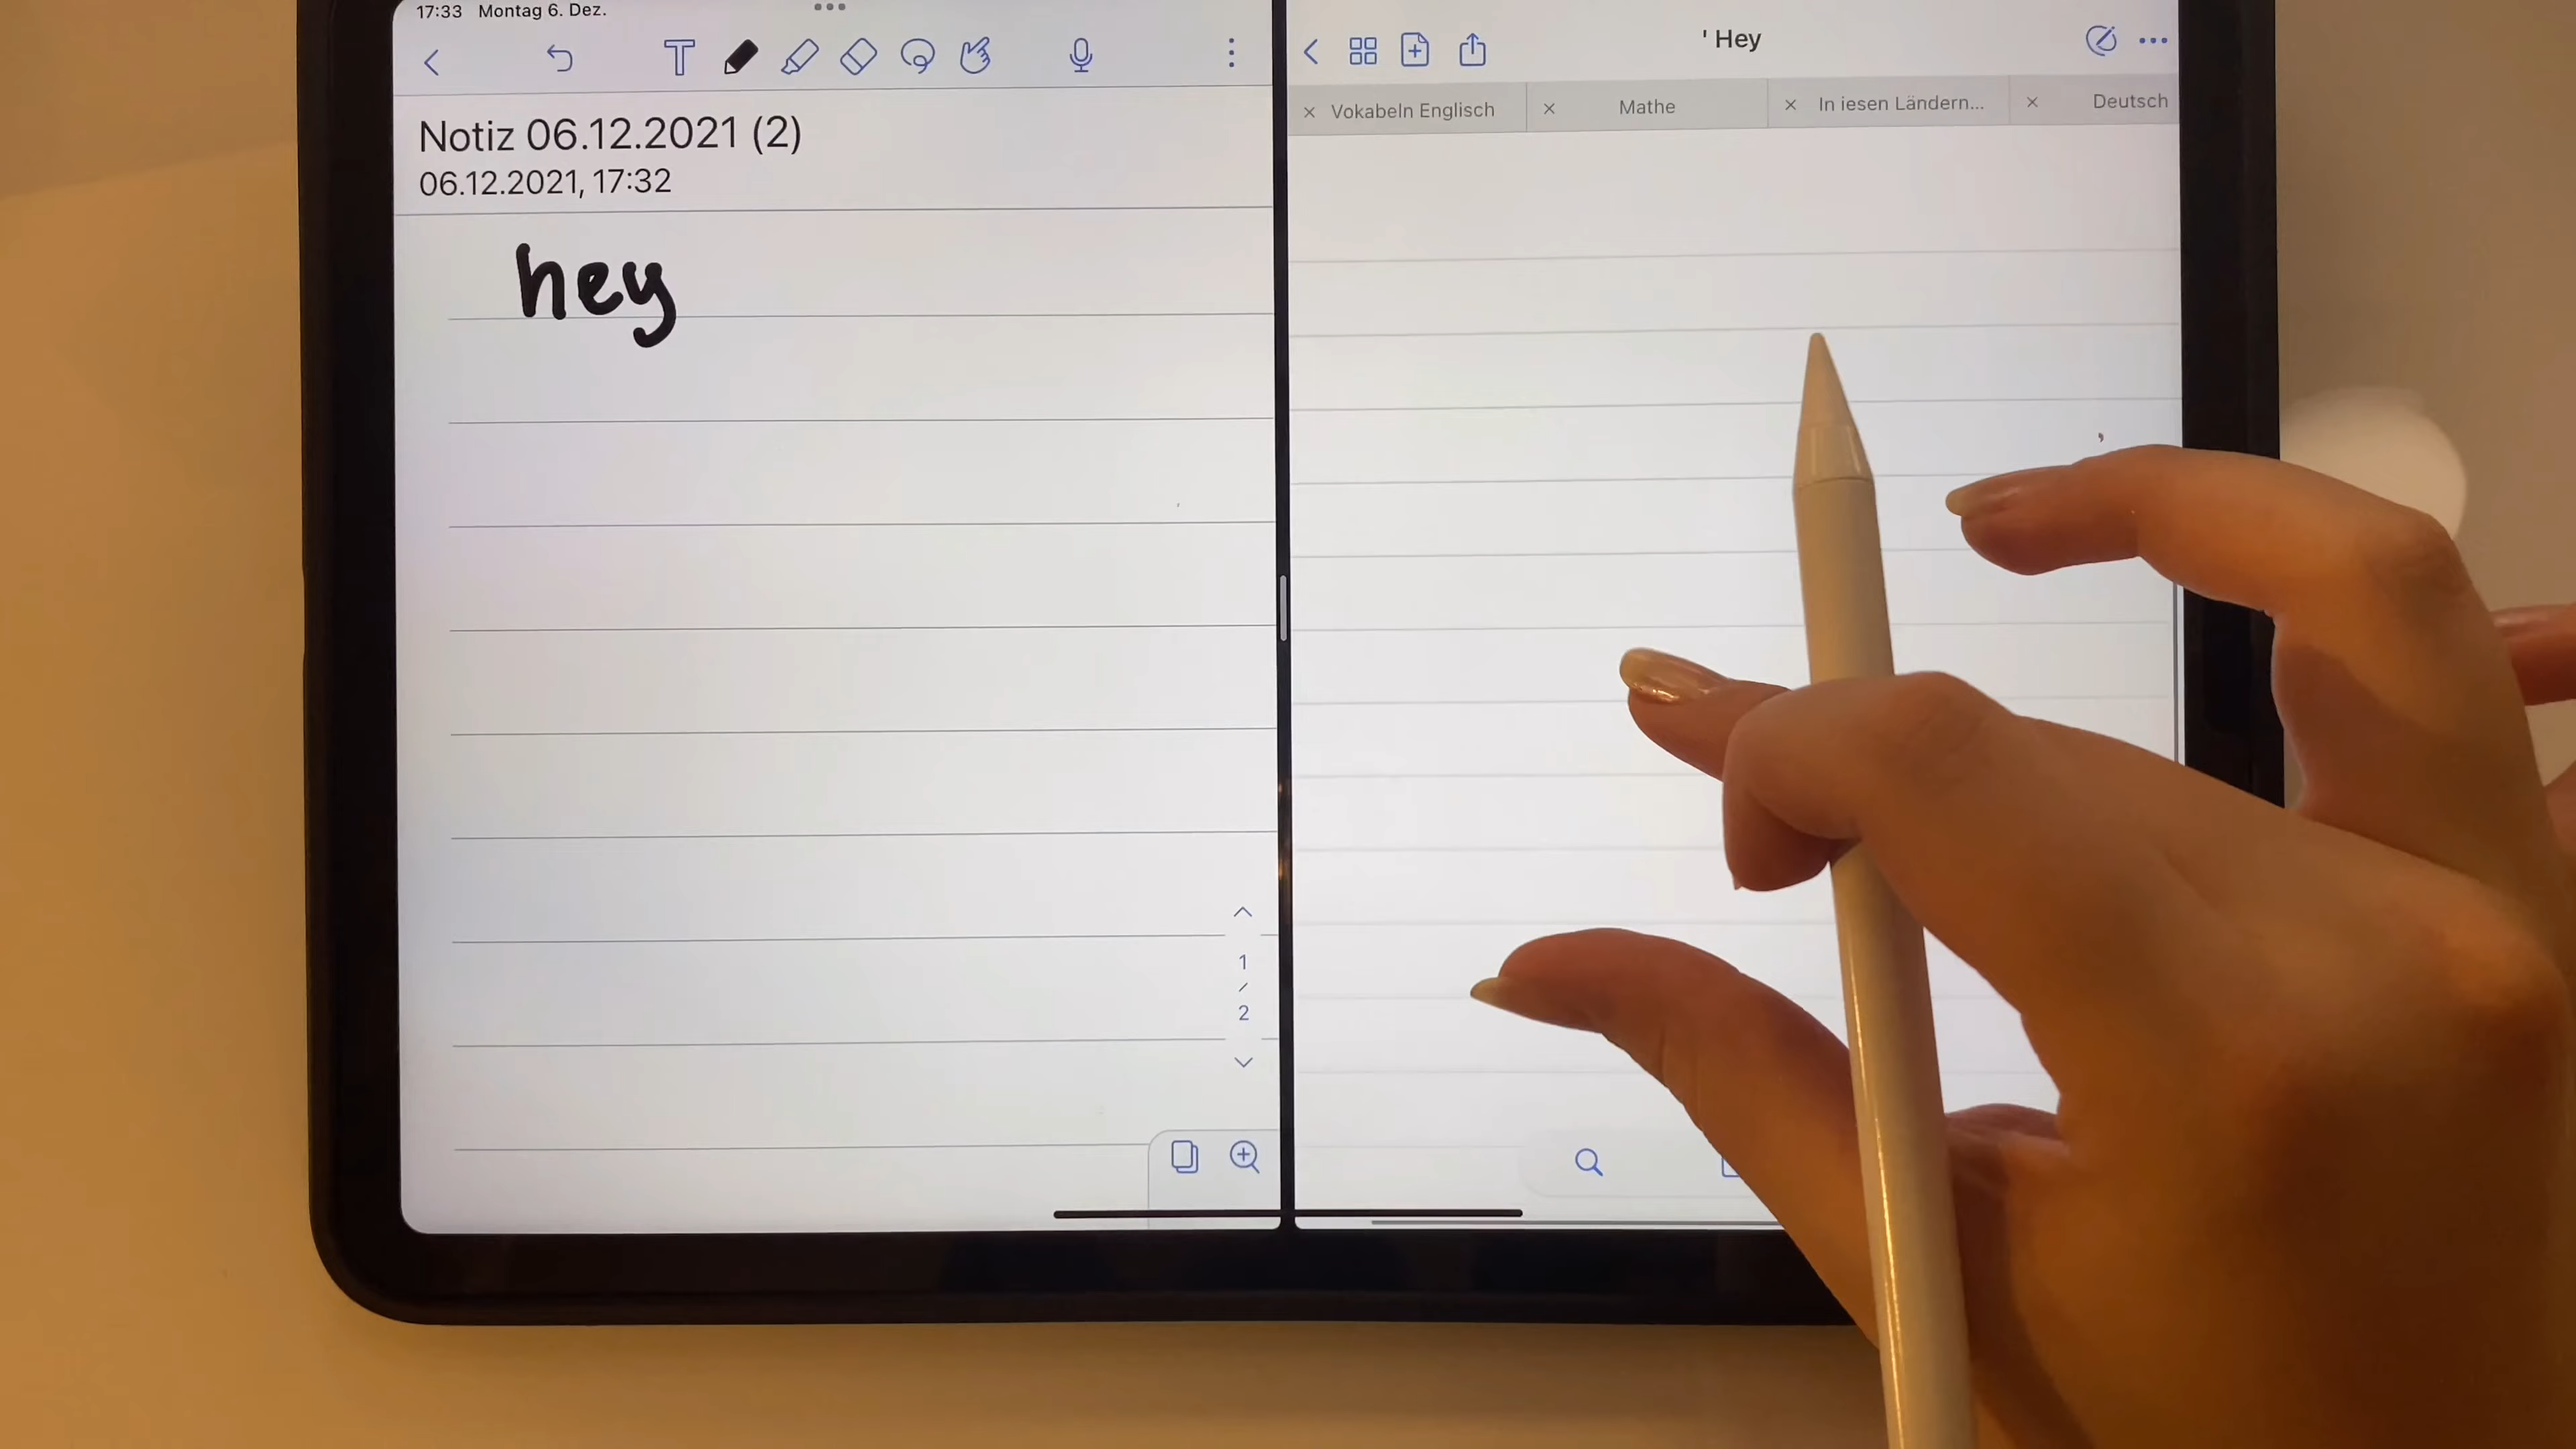 17:33 Montag 6. Dez.
Notiz 06.12.2021 (2)
06.12.2021, 17:32
hey
1
/
2
' Hey
Vokabeln Englisch
Mathe
In iesen Ländern...
Deutsch